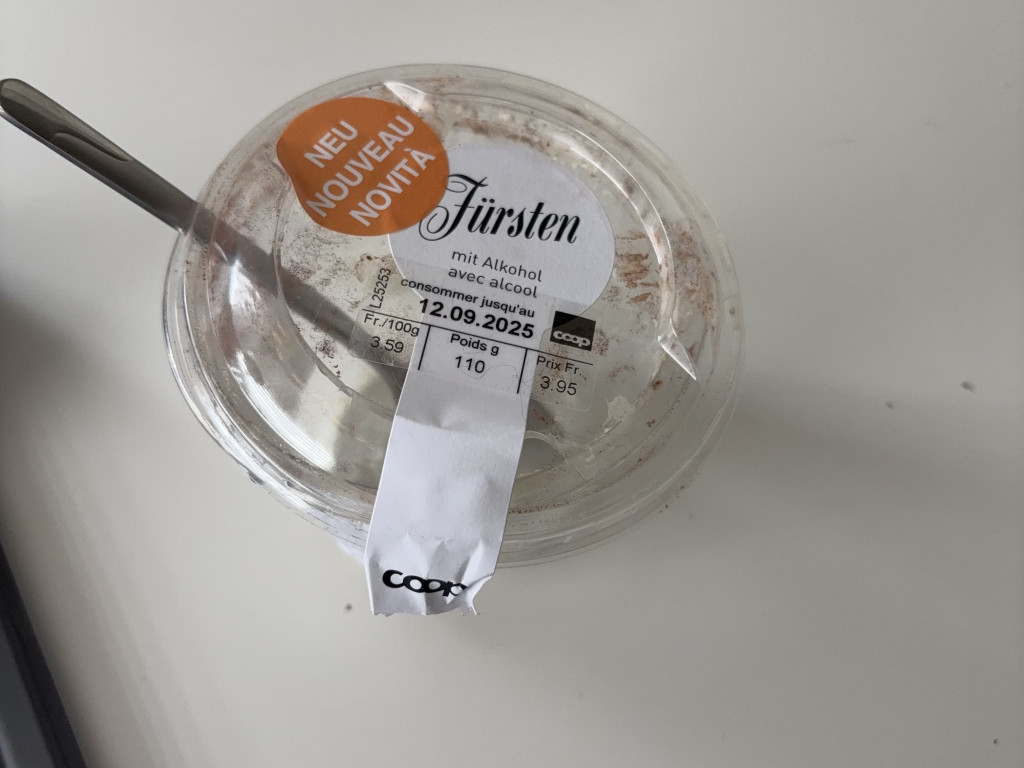 NEU
NOUVEAU
NOVITÀ
Fürsten
mit Alkohol
avec alcool
L25253
consommer jusqu'au
12.09.2025
coop
Fr./100g
3.59
Poids g
110
Prix Fr.
3.95
coop